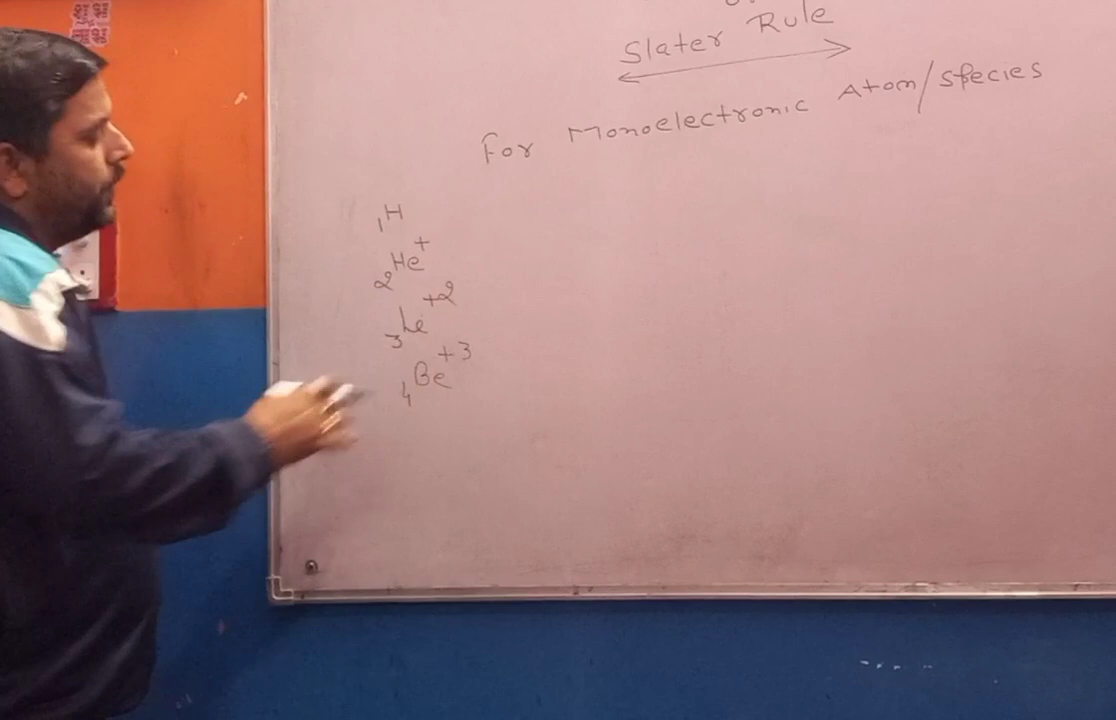 Slater Rule
For Monoelectronic Atom/species
₁H
₂He⁺
₃Li⁺²
₄Be⁺³